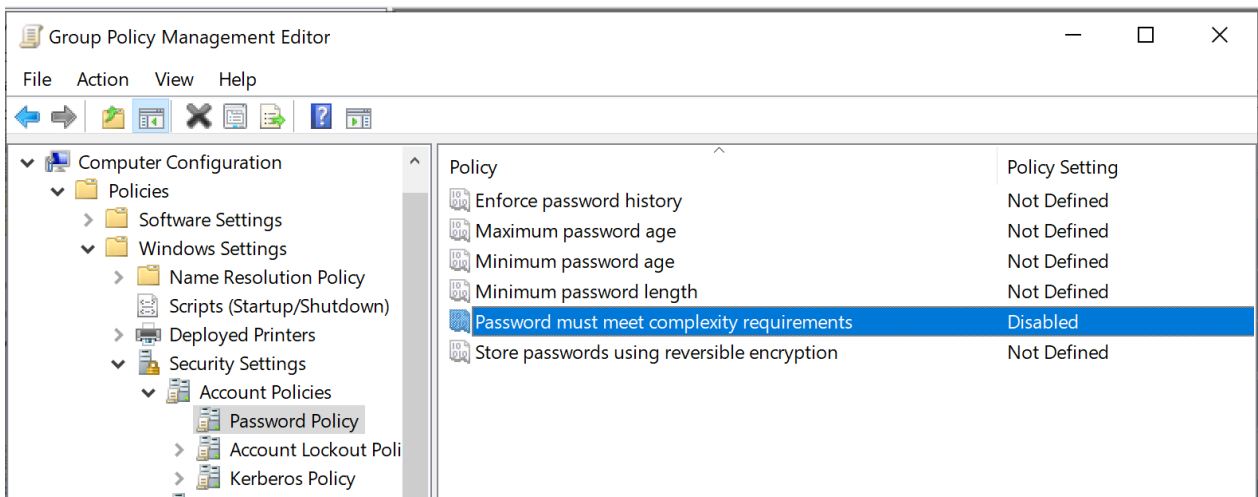 Group Policy Management Editor
File Action View Help
Computer Configuration
Policies
Software Settings
Windows Settings
Name Resolution Policy
Scripts (Startup/Shutdown)
Deployed Printers
Security Settings
Account Policies
Password Policy
Account Lockout Poli
Kerberos Policy
Policy Policy Setting
Enforce password history Not Defined
Maximum password age Not Defined
Minimum password age Not Defined
Minimum password length Not Defined
Password must meet complexity requirements Disabled
Store passwords using reversible encryption Not Defined